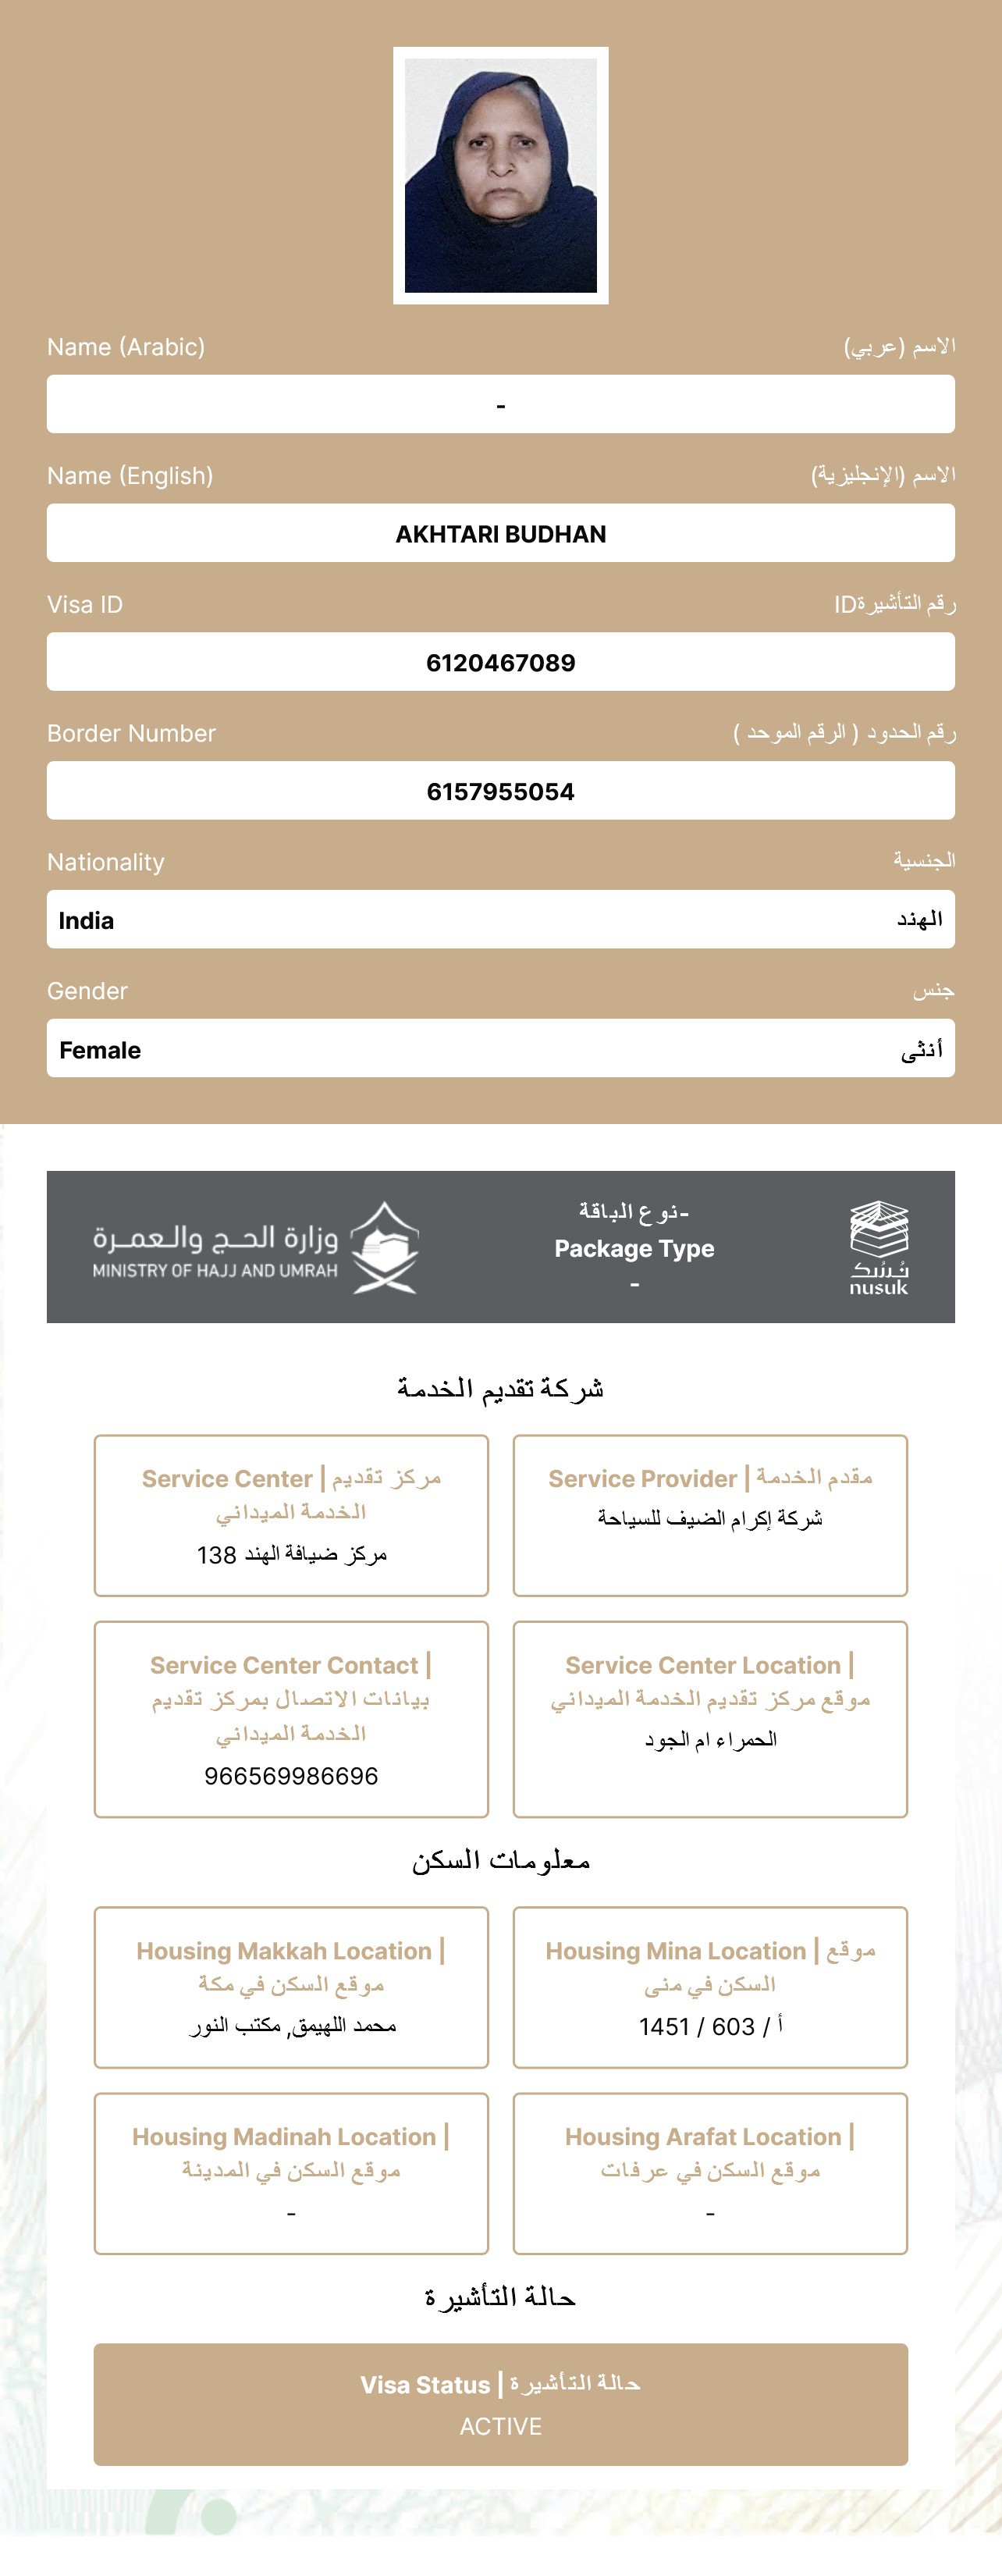 Name (Arabic) الاسم (عربي)
-
Name (English) الاسم (الإنجليزية)
AKHTARI BUDHAN
Visa ID رقم التأشيرةID
6120467089
Border Number رقم الحدود ( الرقم الموحد )
6157955054
Nationality الجنسية
India الهند
Gender جنس
Female أنثى
وزارة الحج والعمرة
MINISTRY OF HAJJ AND UMRAH
-نوع الباقة
Package Type
-
نُسُك
nusuk
شركة تقديم الخدمة
Service Center | مركز تقديم
الخدمة الميداني
مركز ضيافة الهند 138
Service Provider | مقدم الخدمة
شركة إكرام الضيف للسياحة
Service Center Contact |
بيانات الاتصال بمركز تقديم
الخدمة الميداني
966569986696
Service Center Location |
موقع مركز تقديم الخدمة الميداني
الحمراء ام الجود
معلومات السكن
Housing Makkah Location |
موقع السكن في مكة
محمد اللهيمق, مكتب النور
Housing Mina Location | موقع
السكن في منى
أ / 603 / 1451
Housing Madinah Location |
موقع السكن في المدينة
-
Housing Arafat Location |
موقع السكن في عرفات
-
حالة التأشيرة
Visa Status | حالة التأشيرة
ACTIVE